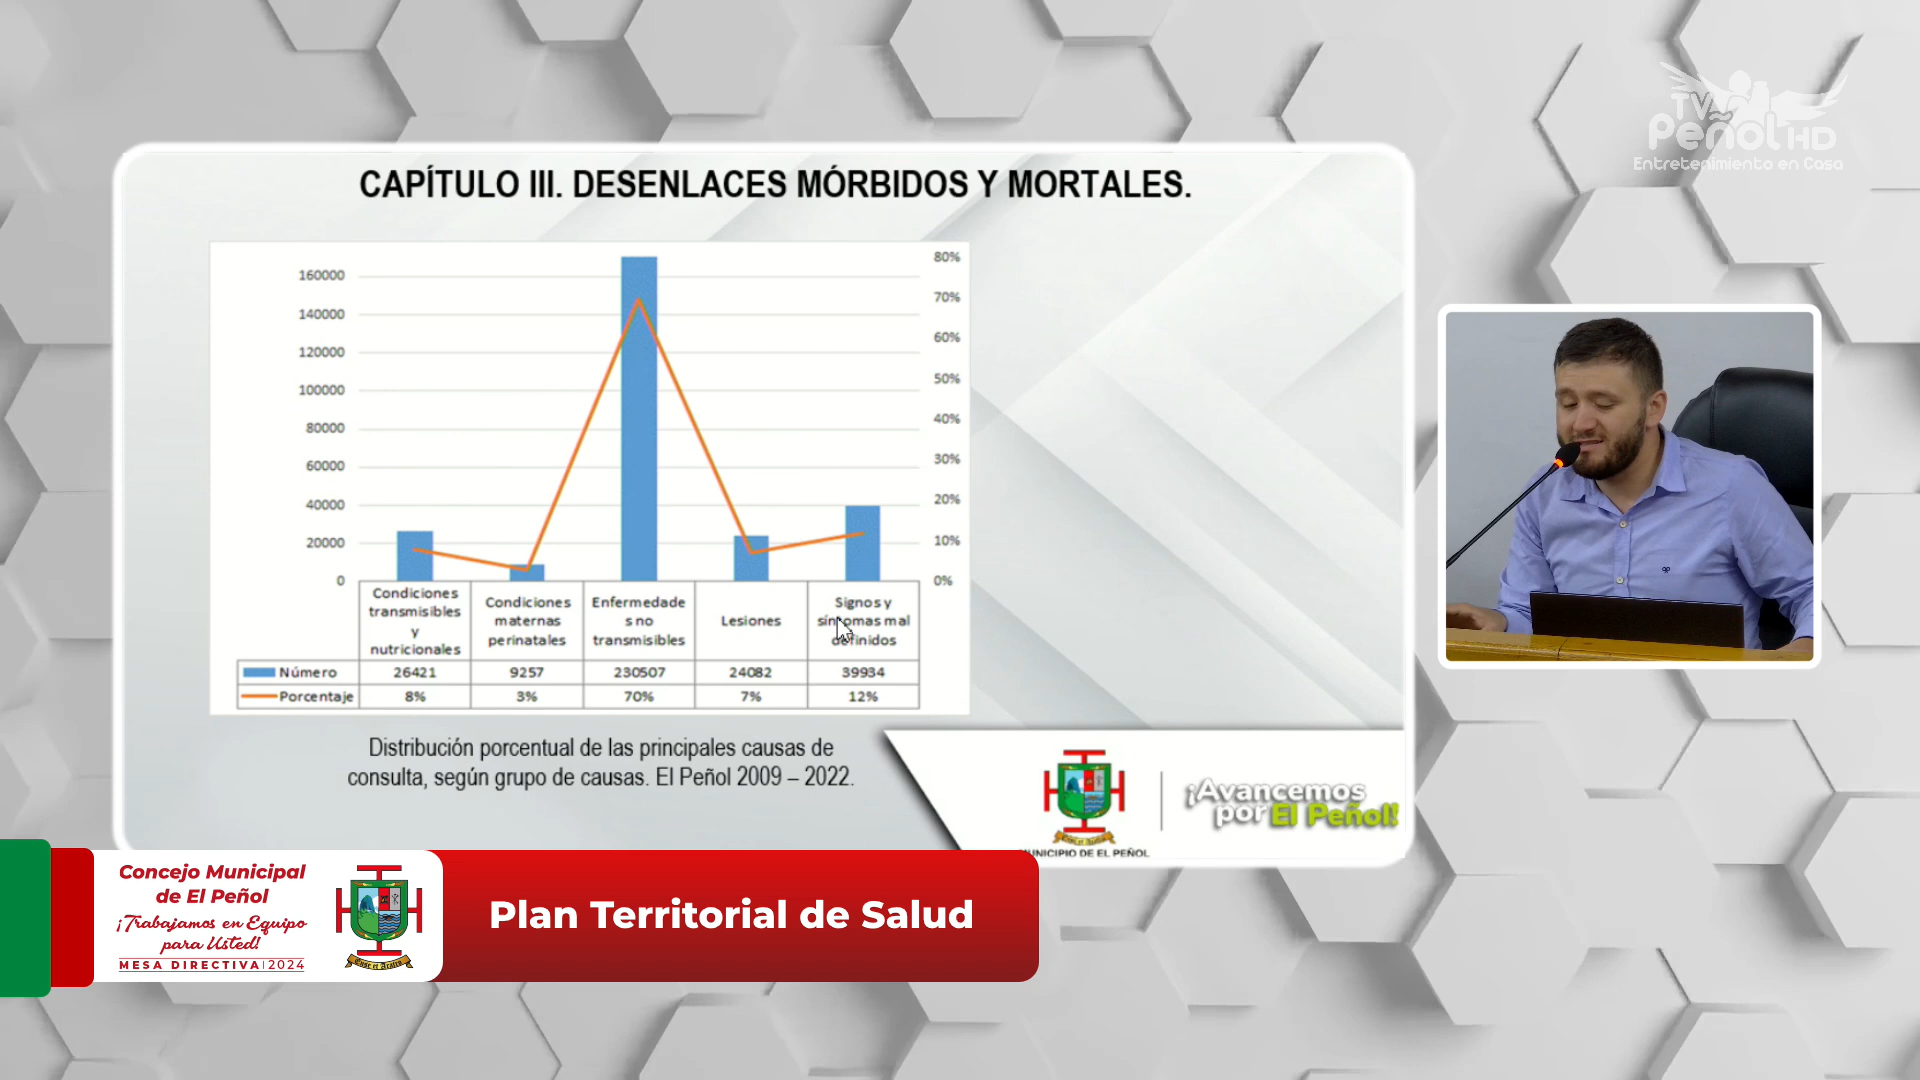 TV
Peñol HD
Entretenimiento en Casa
CAPÍTULO III. DESENLACES MÓRBIDOS Y MORTALES.
160000
140000
120000
100000
80000
60000
40000
20000
0
80%
70%
60%
50%
40%
30%
20%
10%
0%
Condiciones
transmisibles
y
nutricionales
Condiciones
maternas
perinatales
Enfermedade
s no
transmisibles
Lesiones
Signos y
síntomas mal
definidos
Número 26421 9257 230507 24082 39934
Porcentaje 8% 3% 70% 7% 12%
Distribución porcentual de las principales causas de
consulta, según grupo de causas. El Peñol 2009 – 2022.
MUNICIPIO DE EL PEÑOL
¡Avancemos
por El Peñol!
Concejo Municipal
de El Peñol
¡Trabajamos en Equipo
para Usted!
MESA DIRECTIVA | 2024
Plan Territorial de Salud